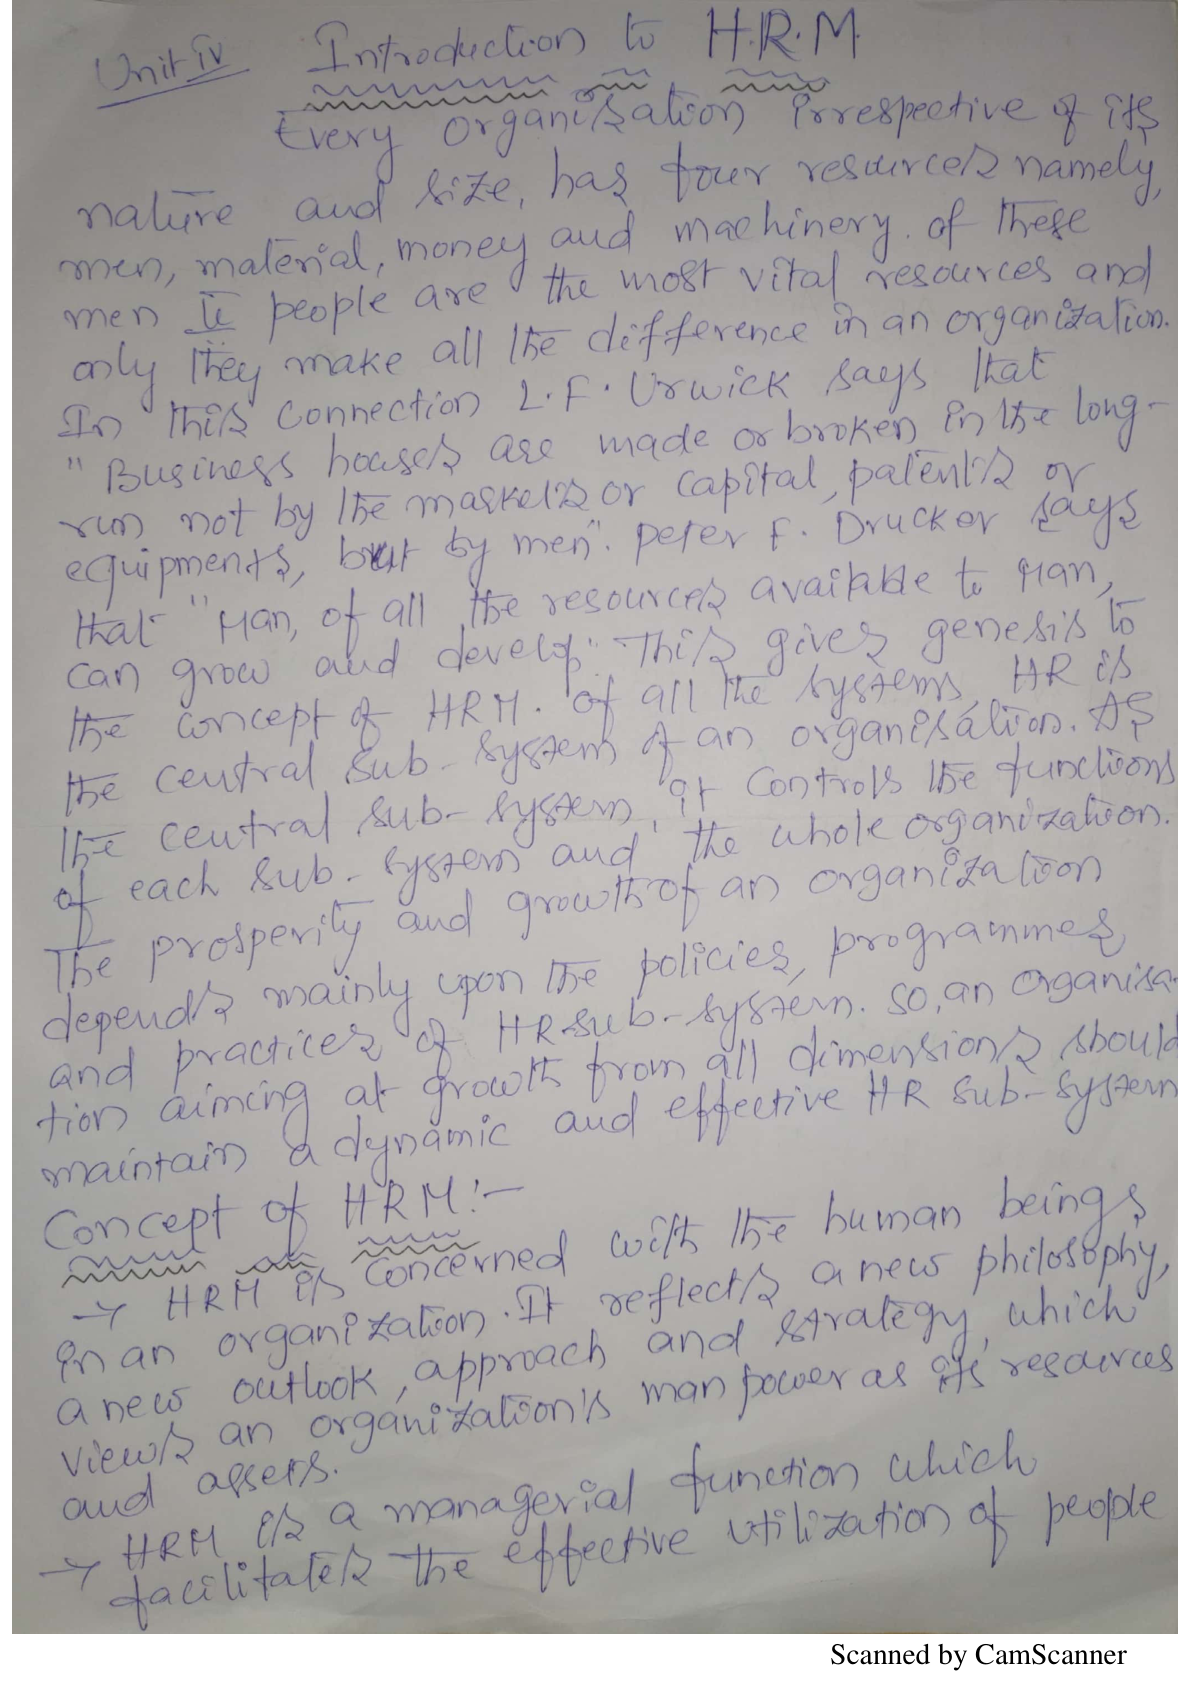 Unit IV Introduction to H.R.M.
Every organisation irrespective of its
nature and size, has four resources namely,
men, material, money and machinery. of these
men ie people are the most vital resources and
only they make all the difference in an organization.
In this connection L.F. Urwick says that
"Business houses are made or broken in the long-
run not by the markets or capital, patents or
equipments, but by men". Peter F. Drucker says
that "Man, of all the resources available to Man,
can grow and develop" This gives genesis to
the concept of HRM. Of all the systems, HR is
the central sub-system of an organisation. As
the central sub-system, it controls the functions
of each sub-system and the whole organization.
The prosperity and growth of an organization
depends mainly upon the policies, programmes,
and practices of HR sub-system. So, an organisa-
tion aiming at growth from all dimensions should
maintain a dynamic and effective HR sub-system
Concept of HRM:-
→ HRM is concerned with the human beings
in an organization. It reflects a new philosophy,
a new outlook, approach and strategy, which
views an organization's man power as its resources
and assets.
→ HRM is a managerial function which
facilitates the effective utilization of people
Scanned by CamScanner